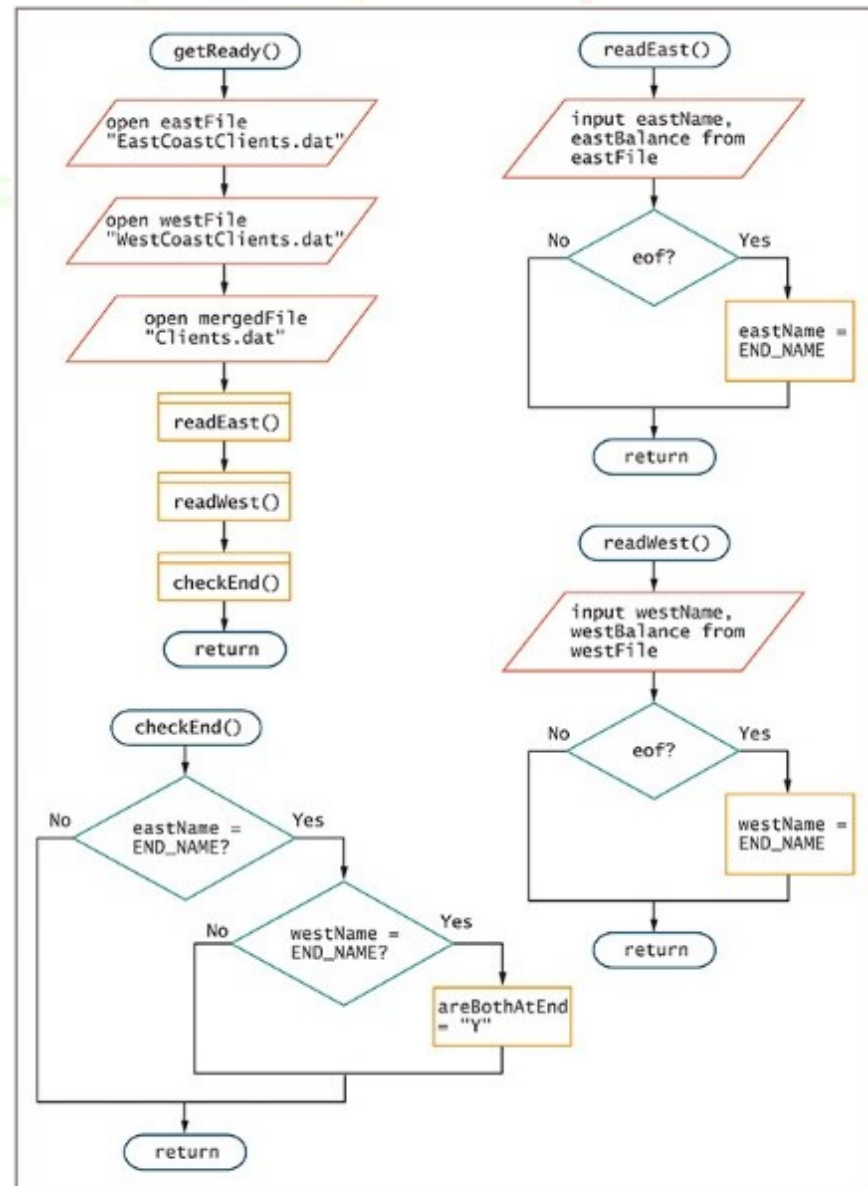 getReady()
open eastFile
"EastCoastClients.dat"
open westFile
"WestCoastClients.dat"
open mergedFile
"Clients.dat"
readEast()
readWest()
checkEnd()
return
readEast()
input eastName,
eastBalance from
eastFile
No
eof?
Yes
eastName =
END_NAME
return
readWest()
input westName,
westBalance from
westFile
No
eof?
Yes
westName =
END_NAME
return
checkEnd()
No
eastName =
END_NAME?
Yes
No
westName =
END_NAME?
Yes
areBothAtEnd
= "Y"
return